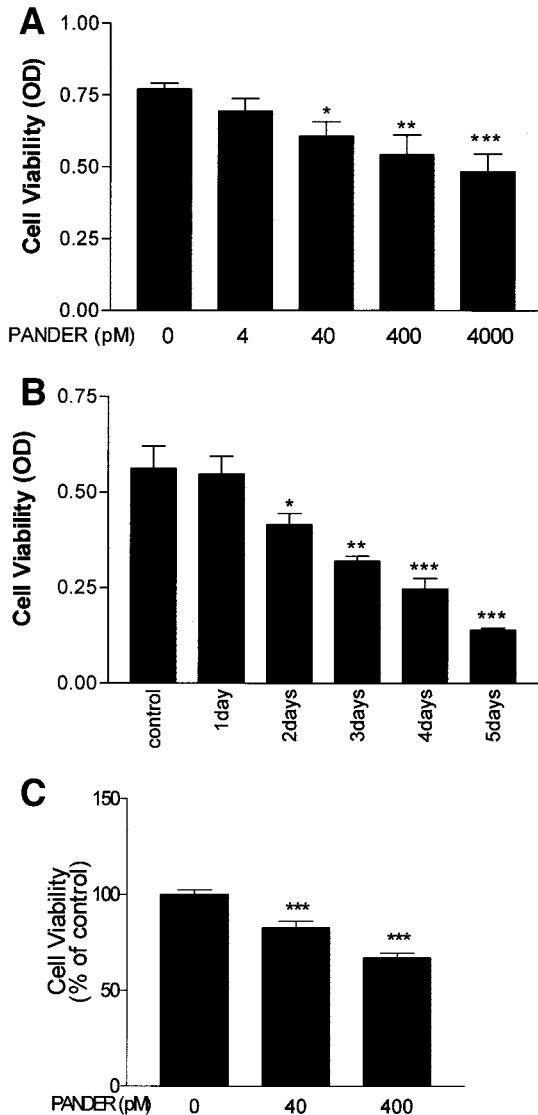 A
Cell Viability (OD)
1.00
0.75
0.50
0.25
0.00
* ** ***
PANDER (pM) 0 4 40 400 4000
B
Cell Viability (OD)
0.75
0.50
0.25
0.00
* ** *** ***
control 1day 2days 3days 4days 5days
C
Cell Viability
(% of control)
150
100
50
0
*** ***
PANDER (pM) 0 40 400